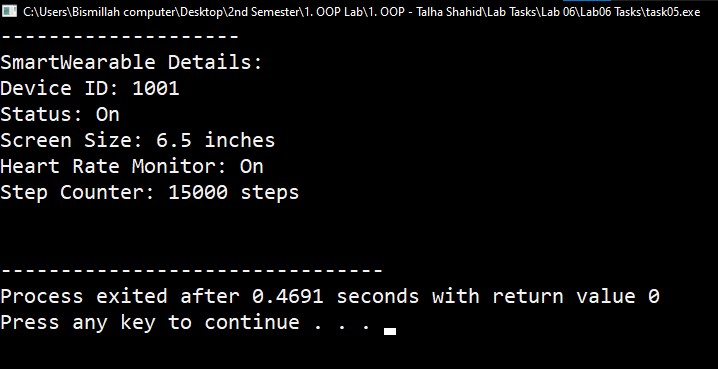 C:\Users\Bismillah computer\Desktop\2nd Semester\1. OOP Lab\1. OOP - Talha Shahid\Lab Tasks\Lab 06\Lab06 Tasks\task05.exe
--------------------
SmartWearable Details:
Device ID: 1001
Status: On
Screen Size: 6.5 inches
Heart Rate Monitor: On
Step Counter: 15000 steps
--------------------------------
Process exited after 0.4691 seconds with return value 0
Press any key to continue . . .